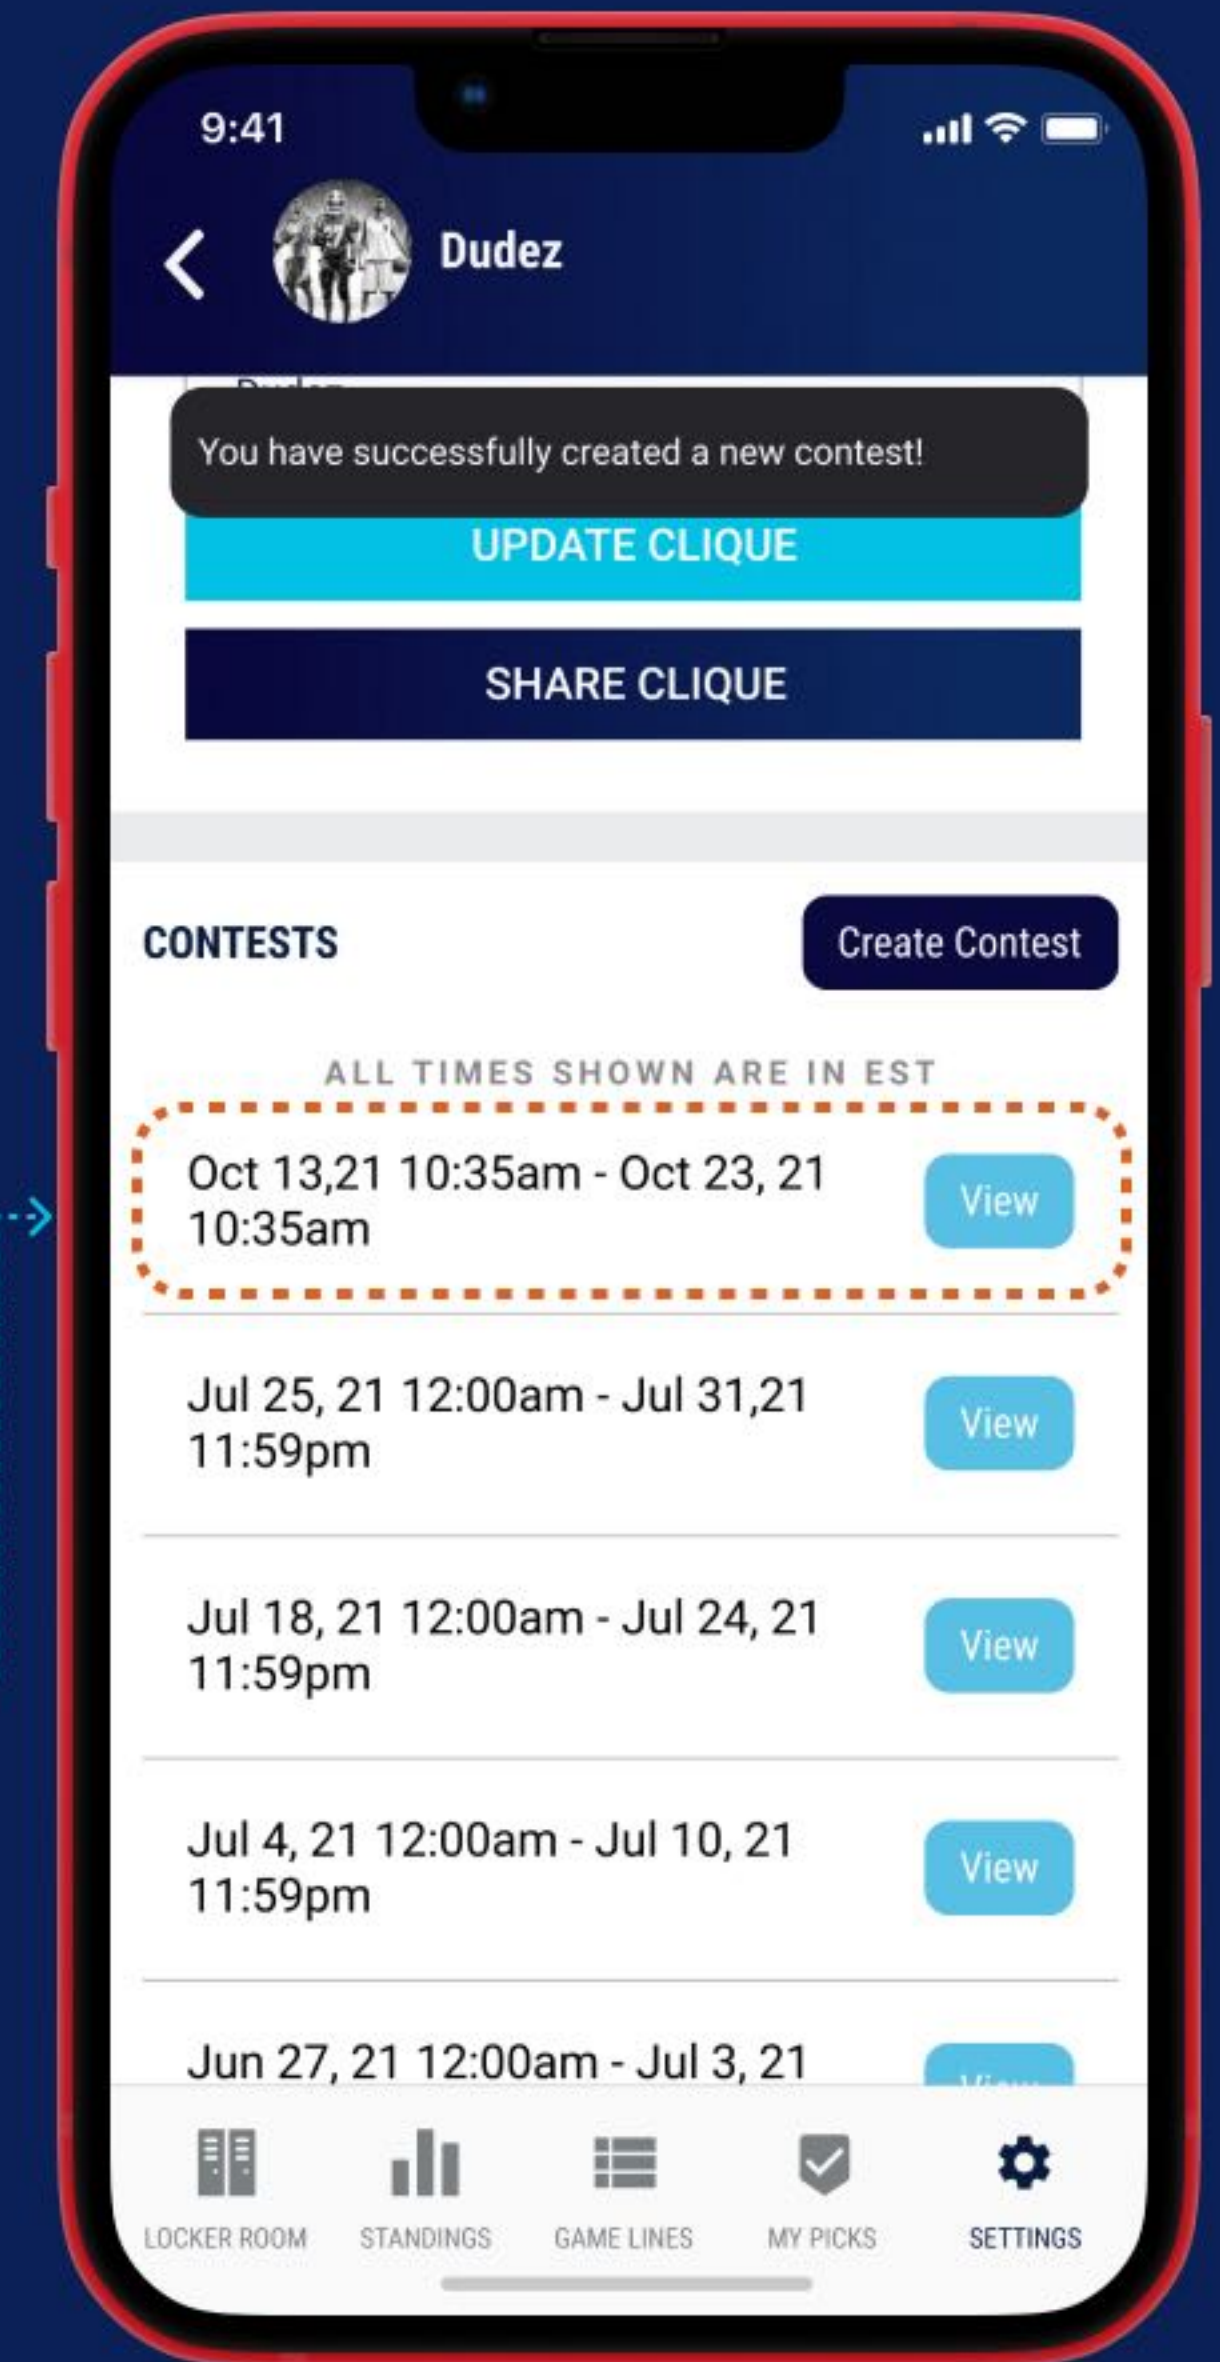 9:41
Dudez
You have successfully created a new contest!
UPDATE CLIQUE
SHARE CLIQUE
CONTESTS
Create Contest
ALL TIMES SHOWN ARE IN EST
Oct 13,21 10:35am - Oct 23, 21
10:35am
View
Jul 25, 21 12:00am - Jul 31,21
11:59pm
View
Jul 18, 21 12:00am - Jul 24, 21
11:59pm
View
Jul 4, 21 12:00am - Jul 10, 21
11:59pm
View
Jun 27, 21 12:00am - Jul 3, 21
View
LOCKER ROOM
STANDINGS
GAME LINES
MY PICKS
SETTINGS